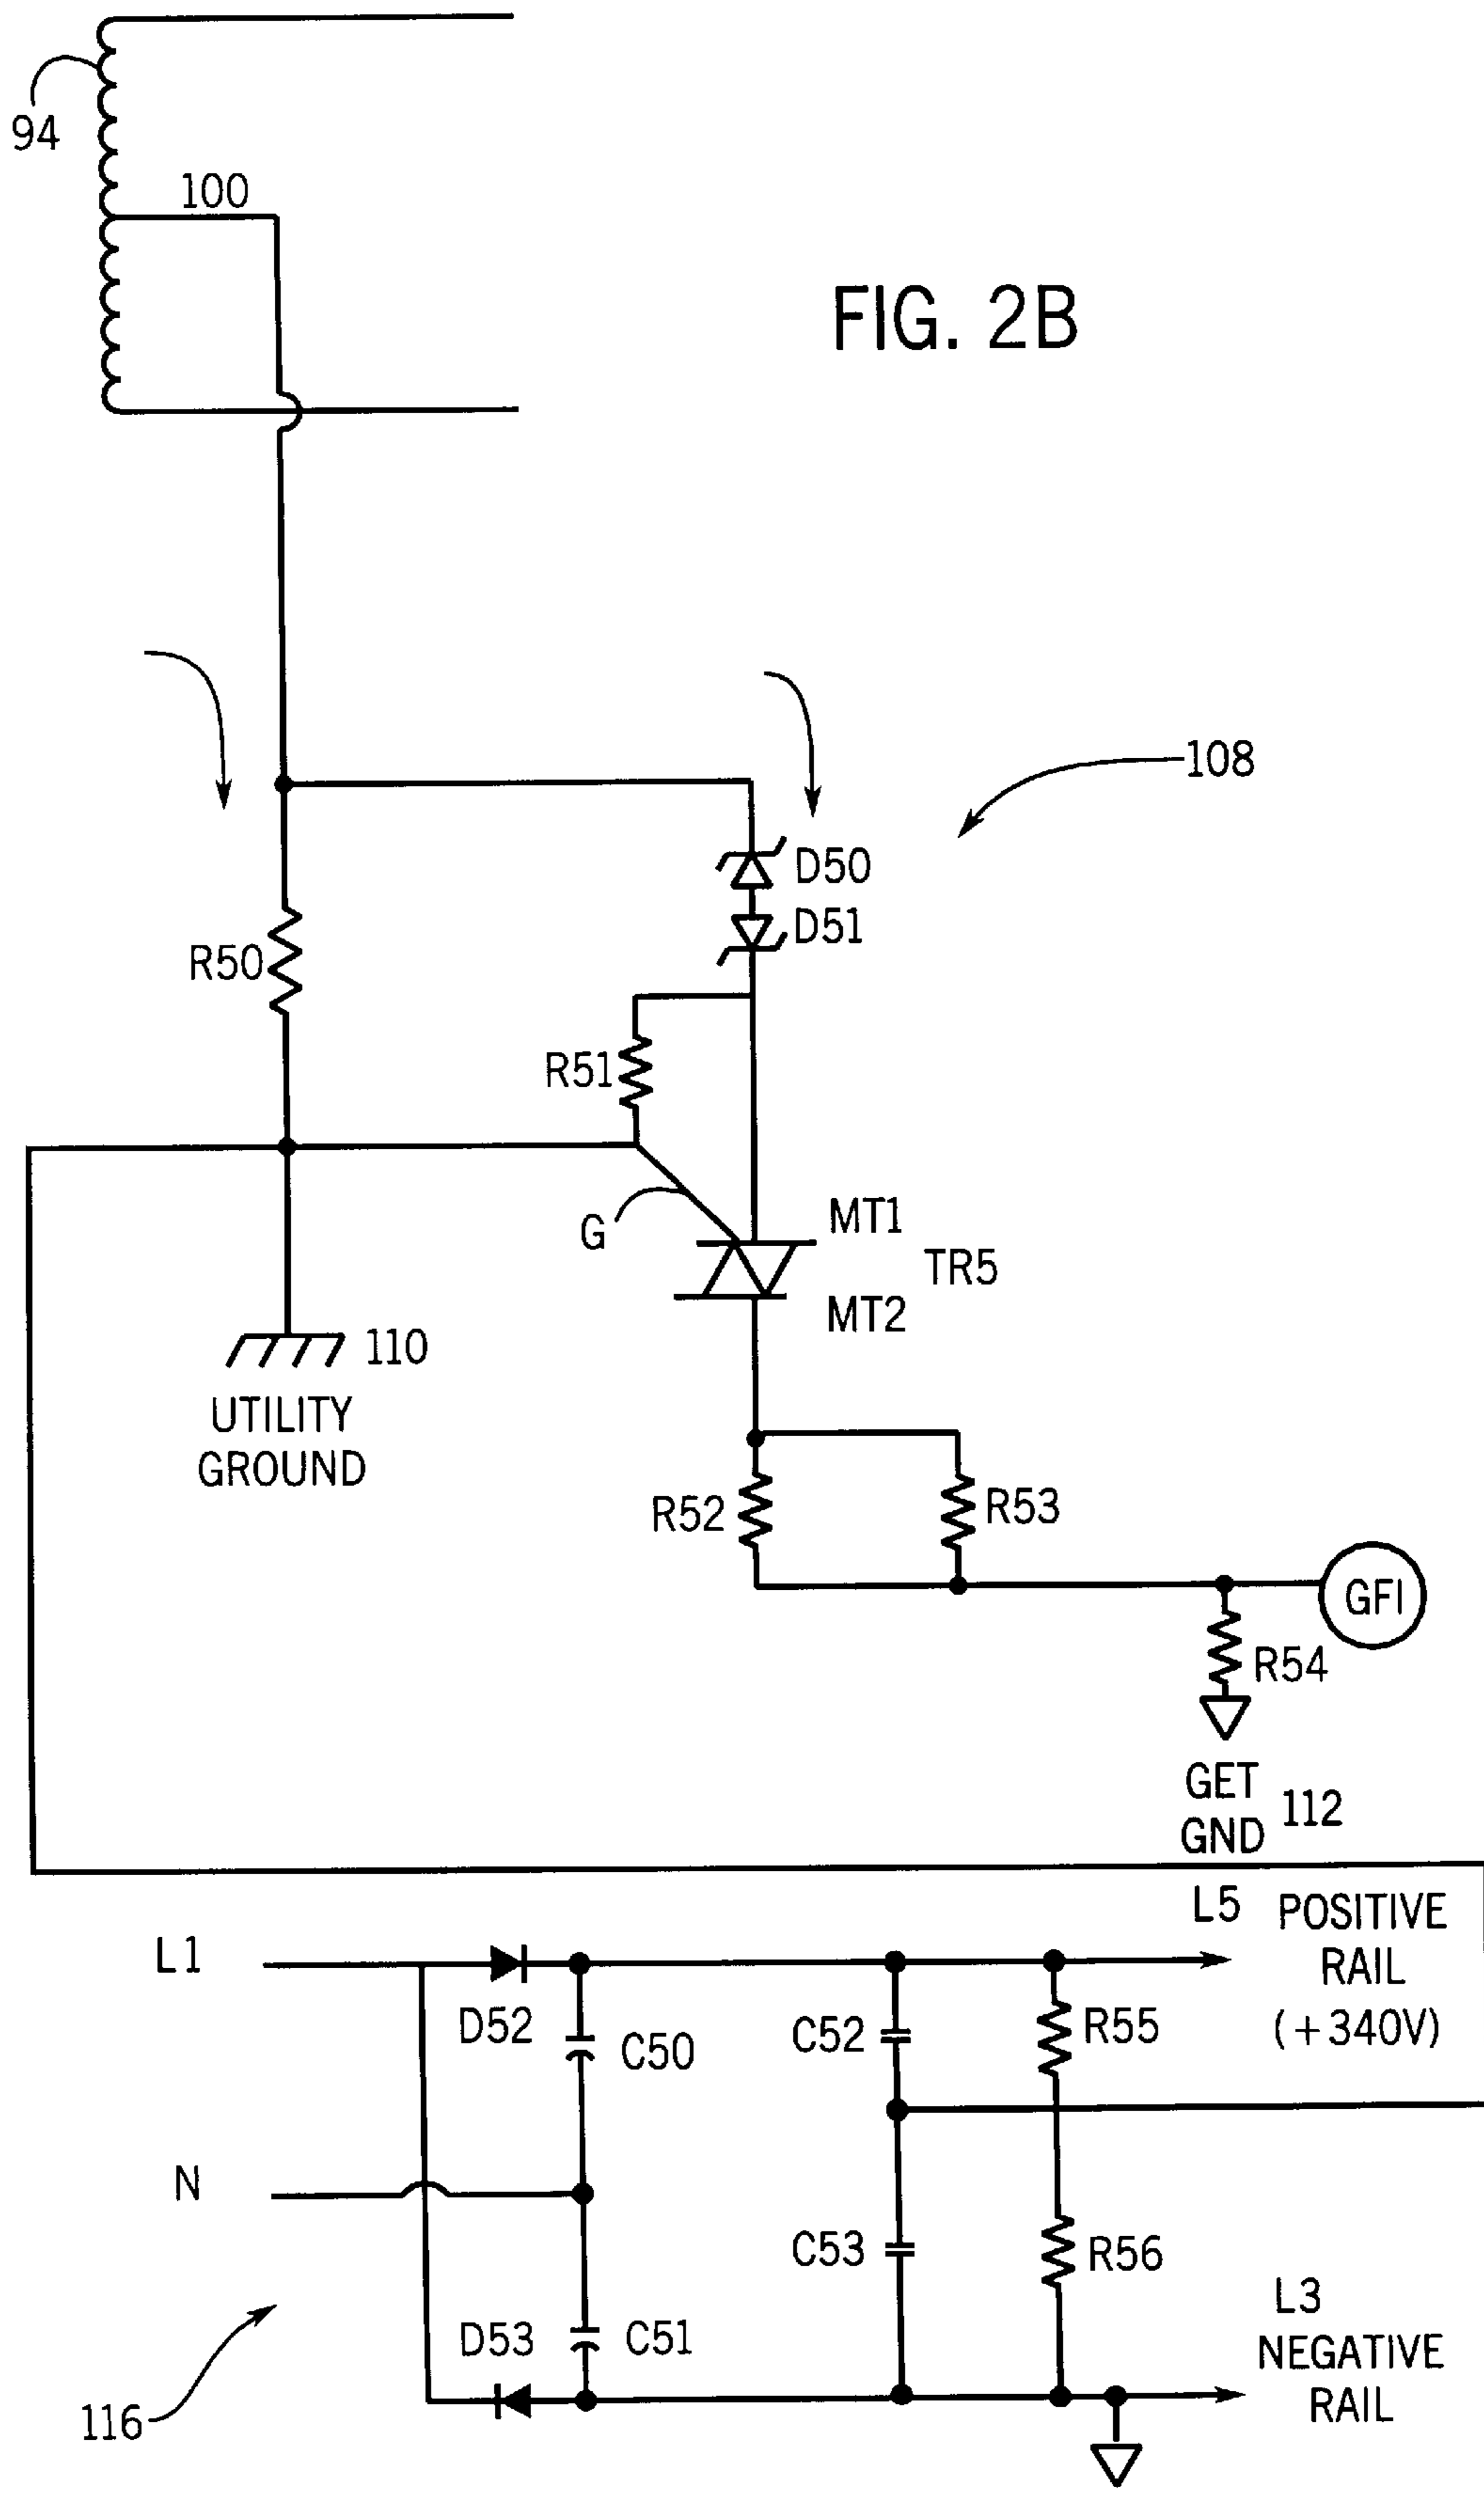 94
100
FIG. 2B
108
D50
D51
R50
R51
G
MT1
TR5
MT2
110
UTILITY
GROUND
R52
R53
GFI
R54
GET
GND
112
L5
POSITIVE
RAIL
(+340V)
L1
D52
C50
C52
R55
N
C53
R56
D53
C51
L3
NEGATIVE
RAIL
116